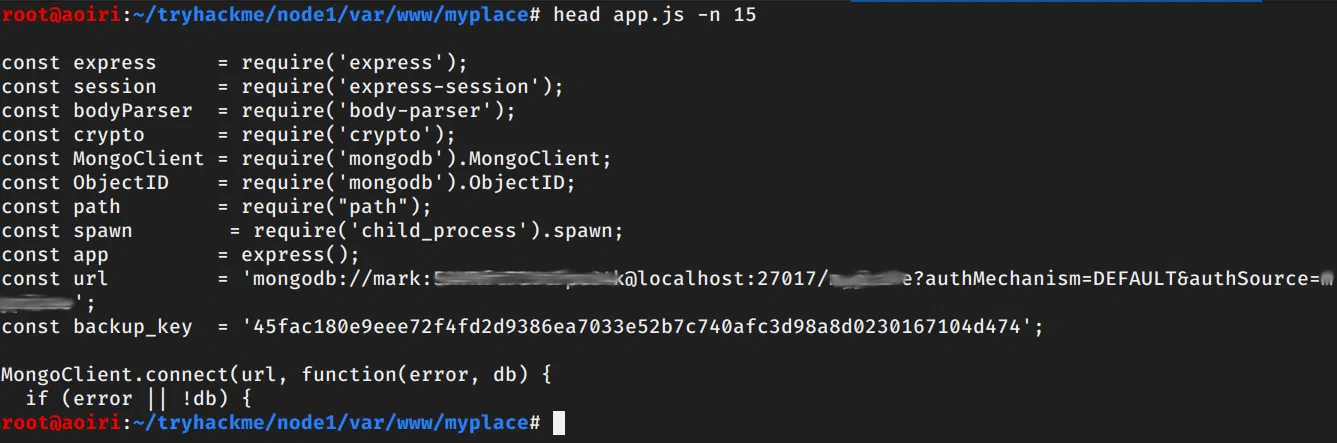 root@aoiri:~/tryhackme/node1/var/www/myplace# head app.js -n 15
const express     = require('express');
const session     = require('express-session');
const bodyParser  = require('body-parser');
const crypto      = require('crypto');
const MongoClient = require('mongodb').MongoClient;
const ObjectID    = require('mongodb').ObjectID;
const path        = require("path");
const spawn        = require('child_process').spawn;
const app         = express();
const url         = 'mongodb://mark: @localhost:27017/ ?authMechanism=DEFAULT&authSource=
';
const backup_key  = '45fac180e9eee72f4fd2d9386ea7033e52b7c740afc3d98a8d0230167104d474';
MongoClient.connect(url, function(error, db) {
  if (error || !db) {
root@aoiri:~/tryhackme/node1/var/www/myplace#